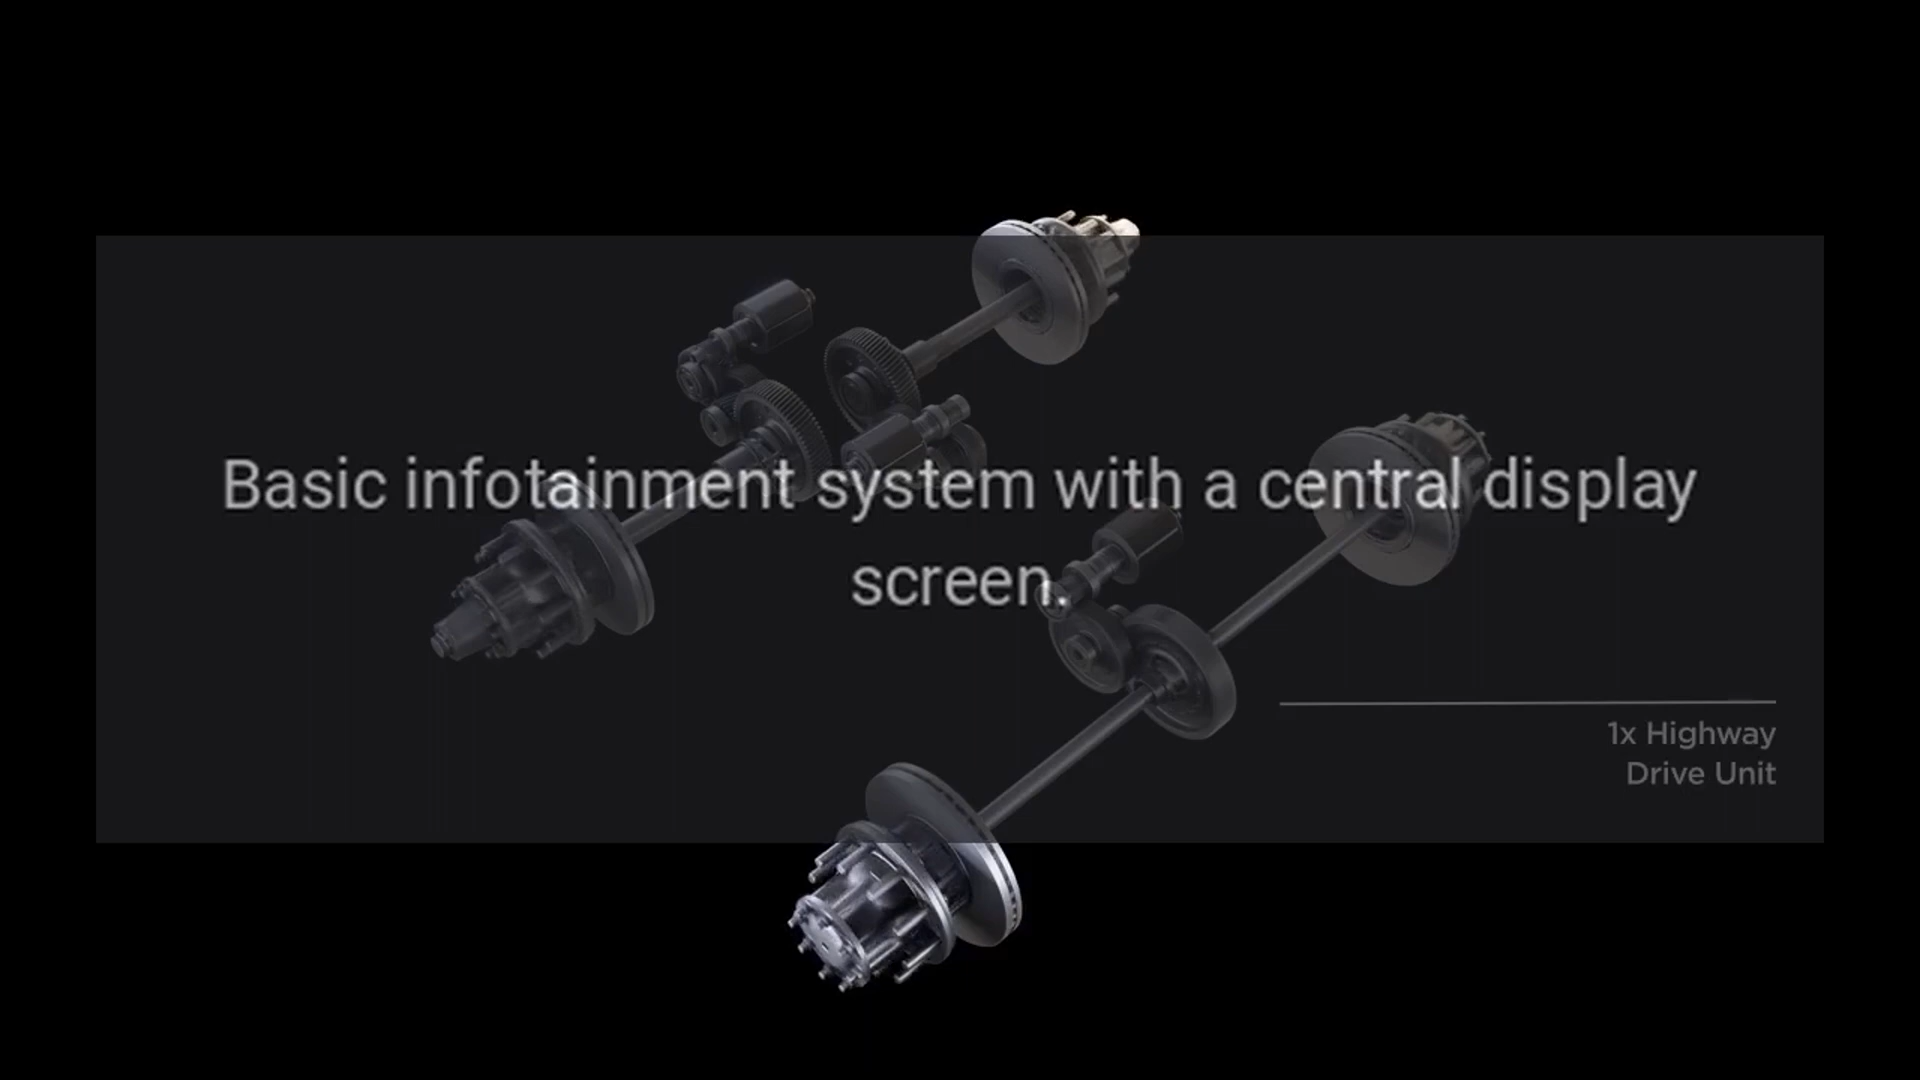 Basic infotainment system with a central display
screen.
1x Highway
Drive Unit